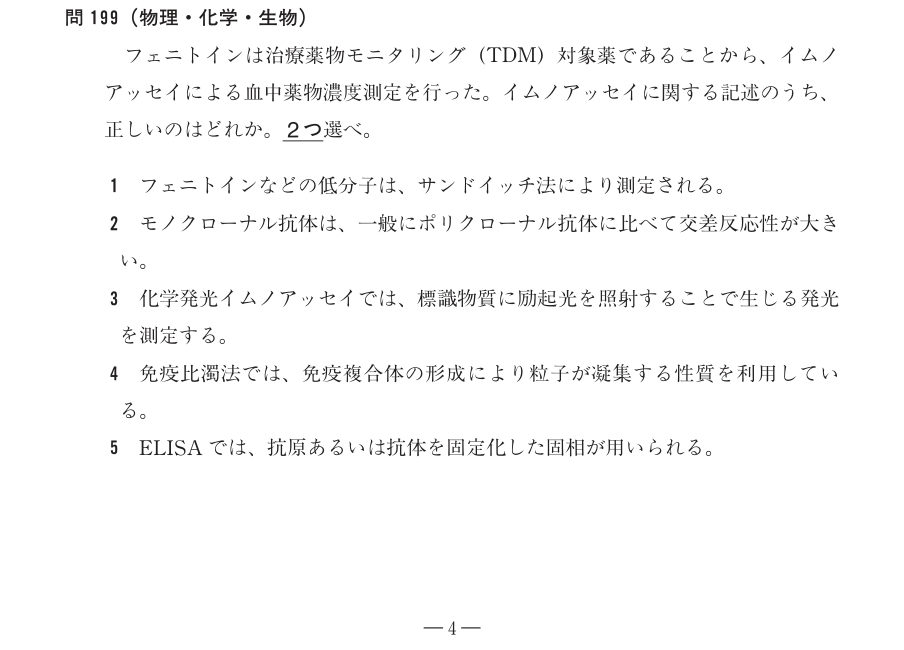 問 199（物理・化学・生物）
フェニトインは治療薬物モニタリング（TDM）対象薬であることから、イムノ
アッセイによる血中薬物濃度測定を行った。イムノアッセイに関する記述のうち、
正しいのはどれか。２つ選べ。
1 フェニトインなどの低分子は、サンドイッチ法により測定される。
2 モノクローナル抗体は、一般にポリクローナル抗体に比べて交差反応性が大き
い。
3 化学発光イムノアッセイでは、標識物質に励起光を照射することで生じる発光
を測定する。
4 免疫比濁法では、免疫複合体の形成により粒子が凝集する性質を利用してい
る。
5 ELISA では、抗原あるいは抗体を固定化した固相が用いられる。
― 4 ―